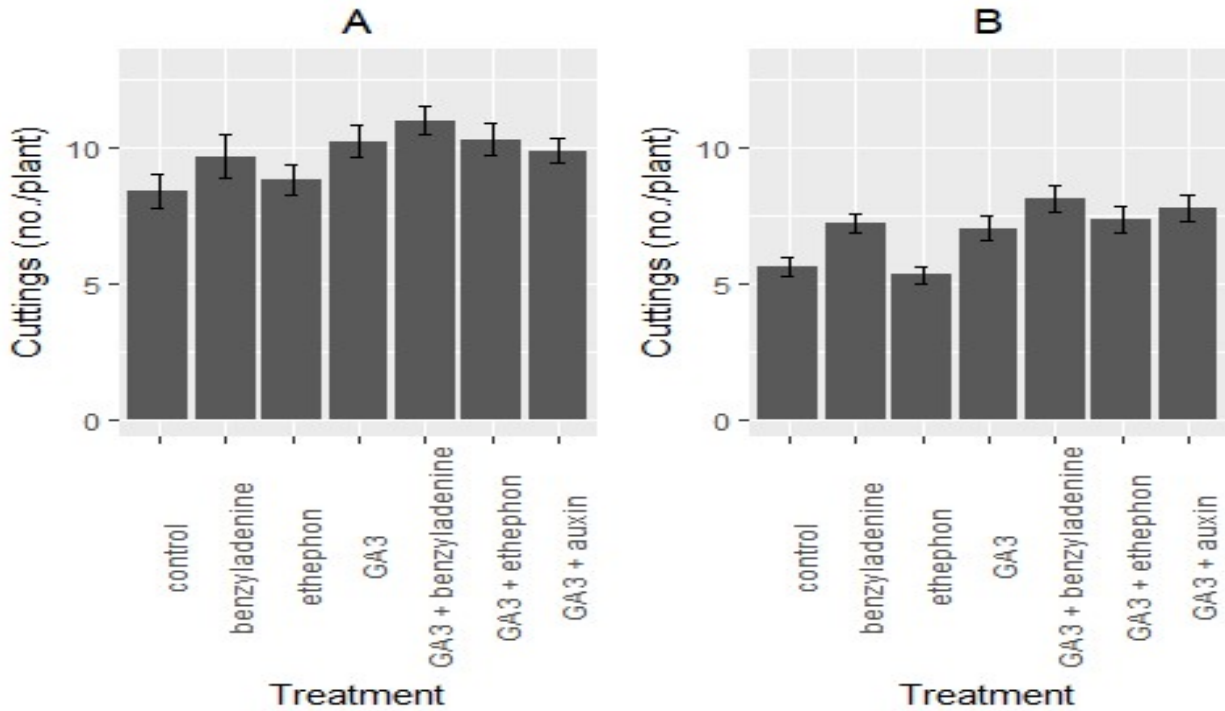 A
Cuttings (no./plant)
10
5
0
control
benzyladenine
ethephon
GA3
GA3 + benzyladenine
GA3 + ethephon
GA3 + auxin
Treatment
B
Cuttings (no./plant)
10
5
0
control
benzyladenine
ethephon
GA3
GA3 + benzyladenine
GA3 + ethephon
GA3 + auxin
Treatment